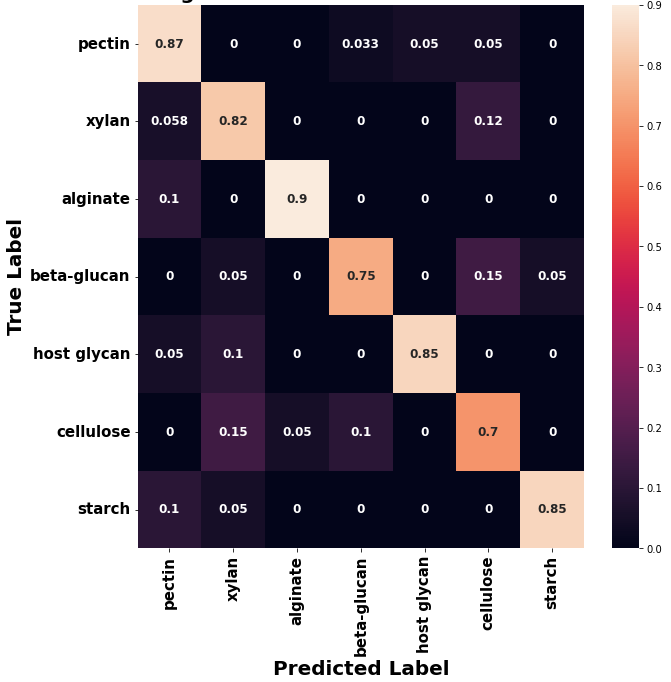 pectin 0.87 0 0 0.033 0.05 0.05 0
xylan 0.058 0.82 0 0 0 0.12 0
alginate 0.1 0 0.9 0 0 0 0
beta-glucan 0 0.05 0 0.75 0 0.15 0.05
host glycan 0.05 0.1 0 0 0.85 0 0
cellulose 0 0.15 0.05 0.1 0 0.7 0
starch 0.1 0.05 0 0 0 0 0.85
True Label
pectin xylan alginate beta-glucan host glycan cellulose starch
Predicted Label
0.9
0.8
0.7
0.6
0.5
0.4
0.3
0.2
0.1
0.0